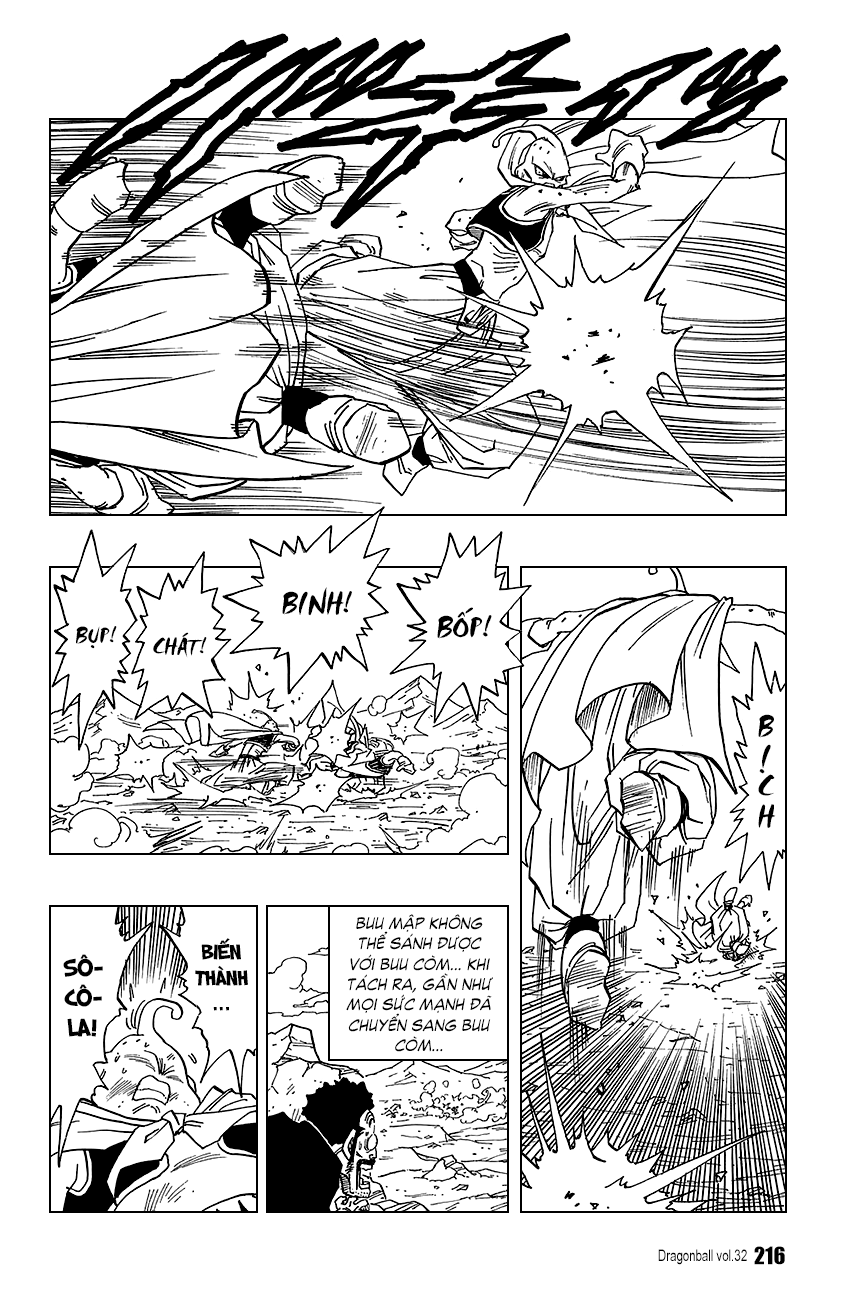 BỤP!
CHÁT!
BINH!
BỐP!
BỊCH
BIẾN
THÀNH
...
SÔ-
CÔ-
LA!
BUU MẬP KHÔNG
THỂ SÁNH ĐƯỢC
VỚI BUU CÒM... KHI
TÁCH RA, GẦN NHƯ
MỌI SỨC MẠNH ĐÃ
CHUYỂN SANG BUU
CÒM...
Dragonball vol.32 216